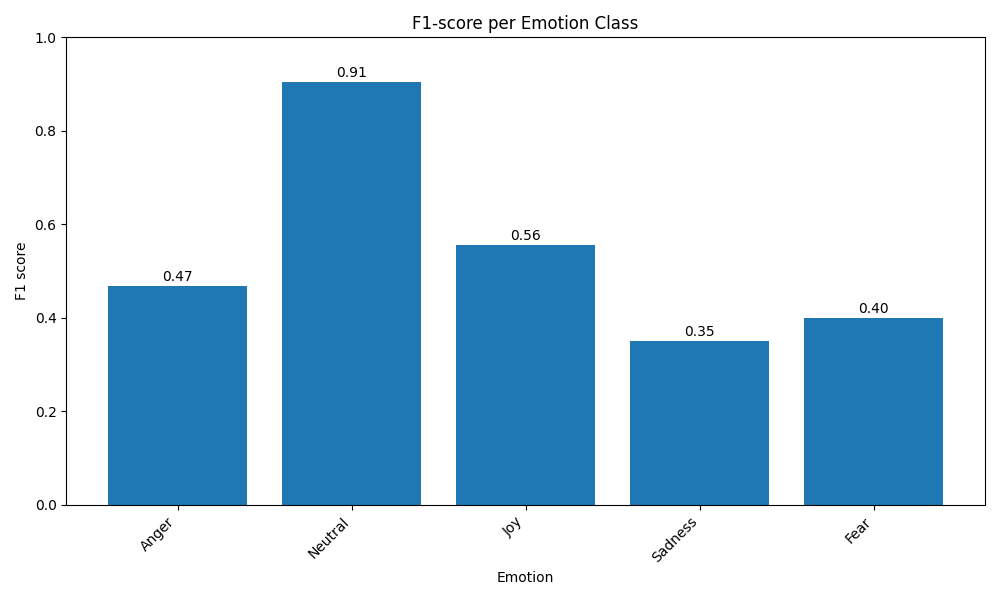 F1-score per Emotion Class
1.0
0.8
0.6
0.4
0.2
0.0
F1 score
0.47
0.91
0.56
0.35
0.40
Anger
Neutral
Joy
Sadness
Fear
Emotion